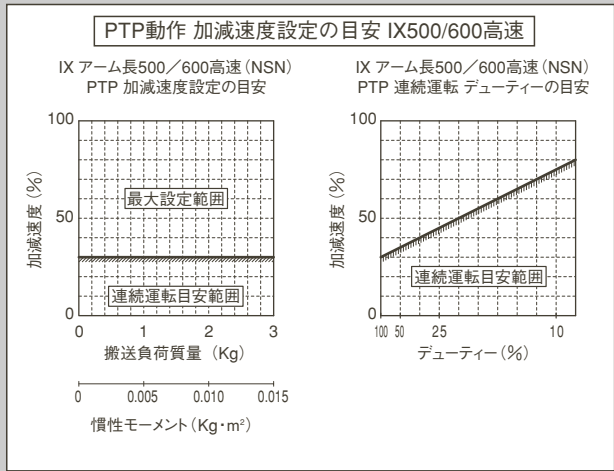 PTP動作 加減速度設定の目安 IX500/600高速
IX アーム長500／600高速（NSN）
PTP 加減速度設定の目安
100
50
0
加減速度（%）
最大設定範囲
連続運転目安範囲
0 1 2 3
搬送負荷質量（Kg）
0 0.005 0.010 0.015
慣性モーメント（Kg・m²）
IX アーム長500／600高速（NSN）
PTP 連続運転 デューティーの目安
100
50
0
加減速度（%）
連続運転目安範囲
100 50 25 10
デューティー（%）